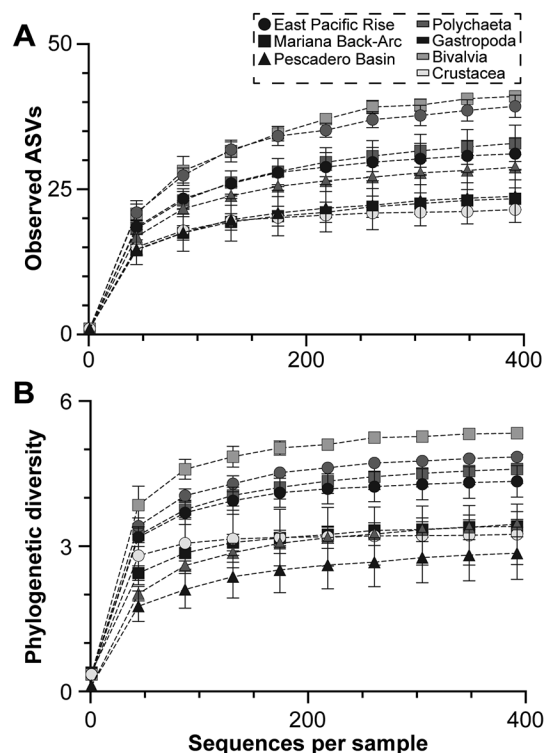 A
50
East Pacific Rise
Polychaeta
Mariana Back-Arc
Gastropoda
Pescadero Basin
Bivalvia
Crustacea
Observed ASVs
25
0
0
200
400
B
6
Phylogenetic diversity
3
0
0
200
400
Sequences per sample